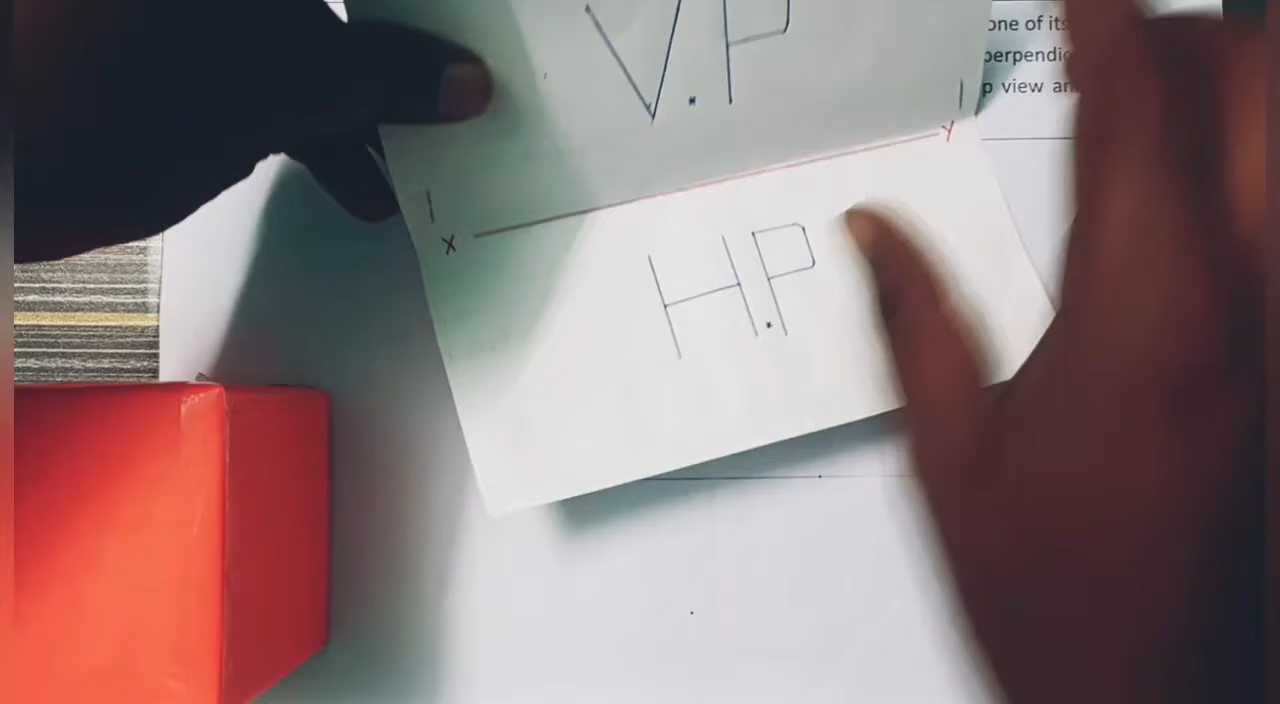 V.P
one of its
perpendic
p view an
X Y
H.P